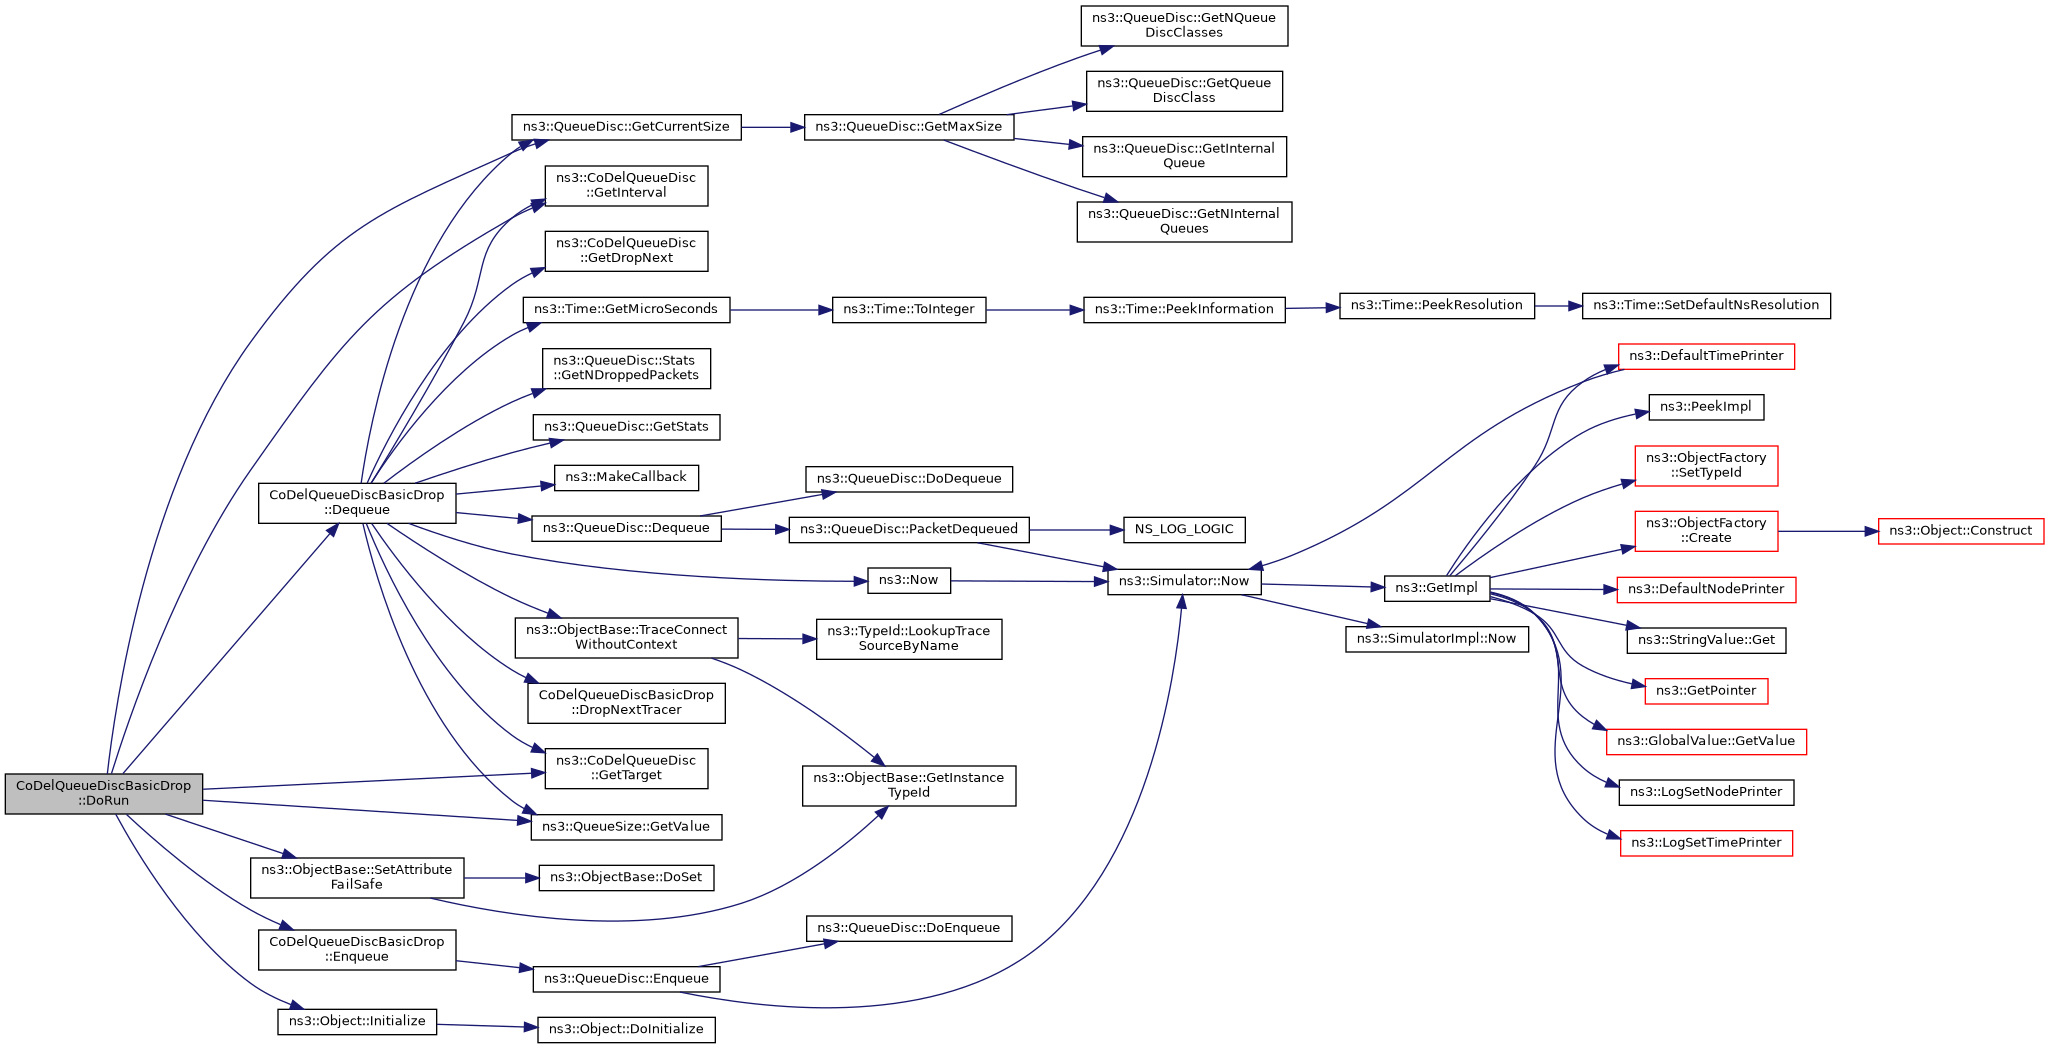 ns3::QueueDisc::GetNQueue
DiscClasses
ns3::QueueDisc::GetQueue
DiscClass
ns3::QueueDisc::GetCurrentSize
ns3::QueueDisc::GetMaxSize
ns3::QueueDisc::GetInternal
Queue
ns3::CoDelQueueDisc
::GetInterval
ns3::QueueDisc::GetNInternal
Queues
ns3::CoDelQueueDisc
::GetDropNext
ns3::Time::GetMicroSeconds
ns3::Time::ToInteger
ns3::Time::PeekInformation
ns3::Time::PeekResolution
ns3::Time::SetDefaultNsResolution
ns3::QueueDisc::Stats
::GetNDroppedPackets
ns3::DefaultTimePrinter
ns3::PeekImpl
ns3::QueueDisc::GetStats
ns3::ObjectFactory
::SetTypeId
ns3::MakeCallback
ns3::QueueDisc::DoDequeue
CoDelQueueDiscBasicDrop
::Dequeue
ns3::QueueDisc::Dequeue
ns3::QueueDisc::PacketDequeued
NS_LOG_LOGIC
ns3::ObjectFactory
::Create
ns3::Object::Construct
ns3::Now
ns3::Simulator::Now
ns3::GetImpl
ns3::DefaultNodePrinter
ns3::ObjectBase::TraceConnect
WithoutContext
ns3::TypeId::LookupTrace
SourceByName
ns3::SimulatorImpl::Now
ns3::StringValue::Get
CoDelQueueDiscBasicDrop
::DropNextTracer
ns3::GetPointer
ns3::CoDelQueueDisc
::GetTarget
ns3::GlobalValue::GetValue
CoDelQueueDiscBasicDrop
::DoRun
ns3::ObjectBase::GetInstance
TypeId
ns3::LogSetNodePrinter
ns3::QueueSize::GetValue
ns3::LogSetTimePrinter
ns3::ObjectBase::SetAttribute
FailSafe
ns3::ObjectBase::DoSet
ns3::QueueDisc::DoEnqueue
CoDelQueueDiscBasicDrop
::Enqueue
ns3::QueueDisc::Enqueue
ns3::Object::Initialize
ns3::Object::DoInitialize